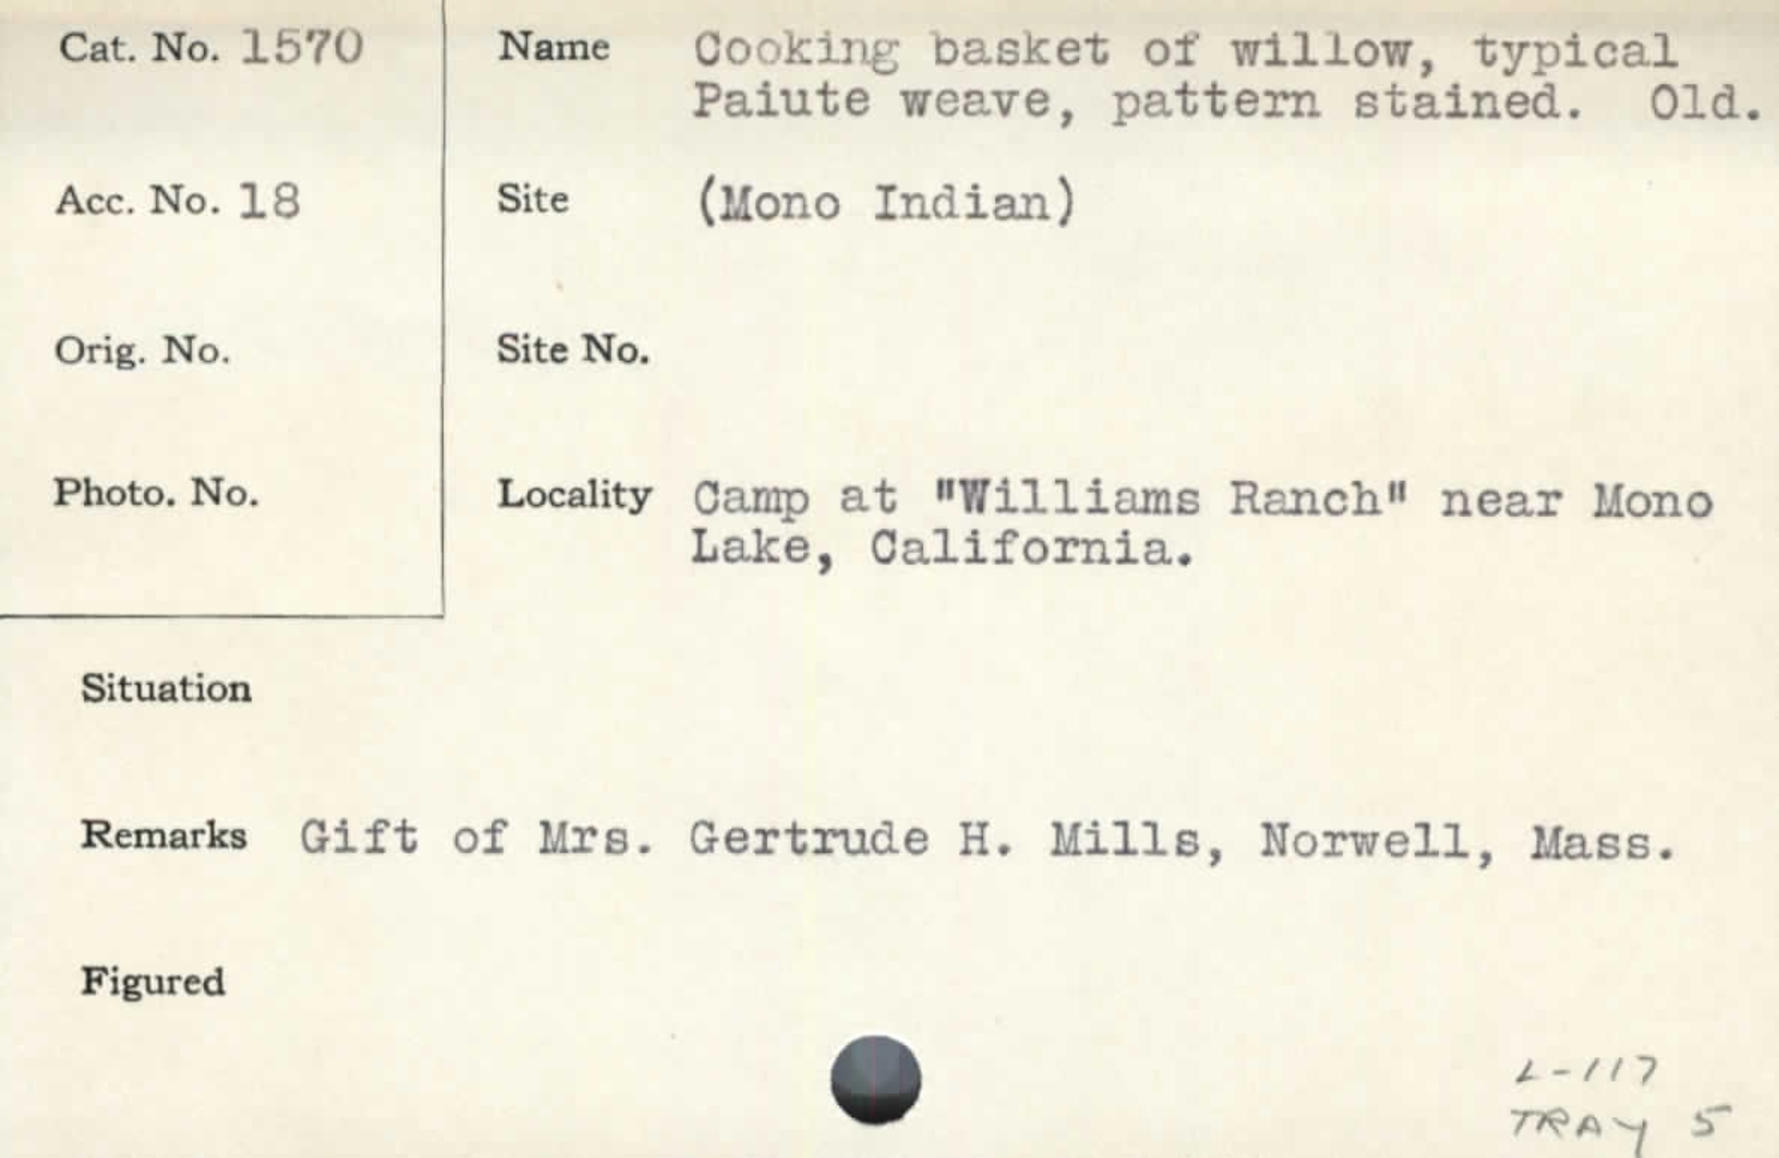 Cat. No. 1570
Name Cooking basket of willow, typical
Paiute weave, pattern stained. Old.
Acc. No. 18
Site (Mono Indian)
Orig. No.
Site No.
Photo. No.
Locality Camp at "Williams Ranch" near Mono
Lake, California.
Situation
Remarks Gift of Mrs. Gertrude H. Mills, Norwell, Mass.
Figured
L-117
TRAY 5